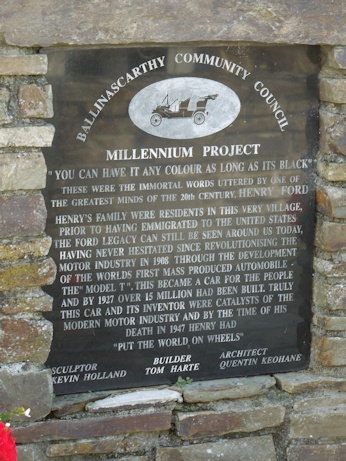 BALLINASCARTHY COMMUNITY COUNCIL
MILLENNIUM PROJECT
"YOU CAN HAVE IT ANY COLOUR AS LONG AS ITS BLACK"
THESE WERE THE IMMORTAL WORDS UTTERED BY ONE OF
THE GREATEST MINDS OF THE 20th CENTURY, HENRY FORD
HENRY'S FAMILY WERE RESIDENTS IN THIS VERY VILLAGE,
PRIOR TO HAVING EMMIGRATED TO THE UNITED STATES
THE FORD LEGACY CAN STILL BE SEEN AROUND US TODAY,
HAVING NEVER HESITATED SINCE REVOLUTIONISING THE
MOTOR INDUSTRY IN 1908 THROUGH THE DEVELOPMENT
OF THE WORLDS FIRST MASS PRODUCED AUTOMOBILE -
THE" MODEL T". THIS BECAME A CAR FOR THE PEOPLE
AND BY 1927 OVER 15 MILLION HAD BEEN BUILT. TRULY
THIS CAR AND ITS INVENTOR WERE CATALYSTS OF THE
MODERN MOTOR INDUSTRY AND BY THE TIME OF HIS
DEATH IN 1947 HENRY HAD
"PUT THE WORLD ON WHEELS"
SCULPTOR BUILDER ARCHITECT
KEVIN HOLLAND TOM HARTE QUENTIN KEOHANE